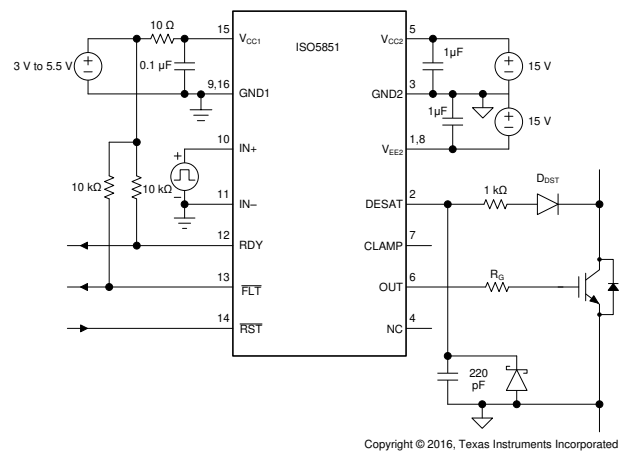 10 Ω
15
V_CC1
ISO5851
V_CC2
5
3 V to 5.5 V
0.1 µF
1µF
15 V
9,16
GND1
GND2
3
1µF
15 V
10
IN+
V_EE2
1,8
10 kΩ
10 kΩ
11
IN–
DESAT
2
1 kΩ
D_DST
12
RDY
CLAMP
7
13
FLT
OUT
6
R_G
14
RST
NC
4
220
pF
Copyright © 2016, Texas Instruments Incorporated